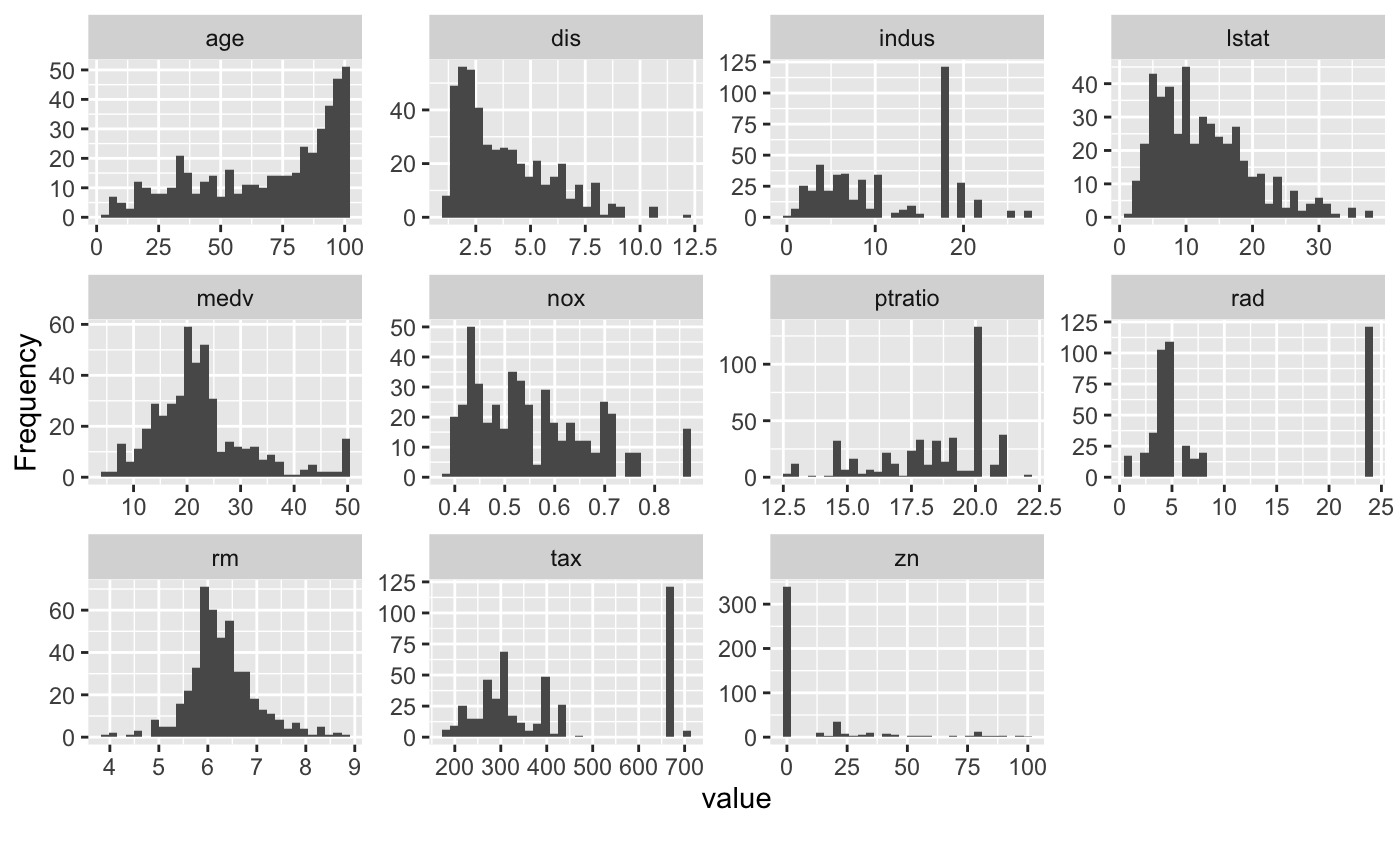 age dis indus lstat
50 40 30 20 10 0
40 20 0
125 100 75 50 25 0
40 30 20 10 0
0 25 50 75 100
2.5 5.0 7.5 10.0 12.5
0 10 20
0 10 20 30
medv nox ptratio rad
Frequency
60 40 20 0
50 40 30 20 10 0
100 50 0
125 100 75 50 25 0
10 20 30 40 50
0.4 0.5 0.6 0.7 0.8
12.5 15.0 17.5 20.0 22.5
0 5 10 15 20 25
rm tax zn
60 40 20 0
125 100 75 50 25 0
300 200 100 0
4 5 6 7 8 9
200 300 400 500 600 700
0 25 50 75 100
value